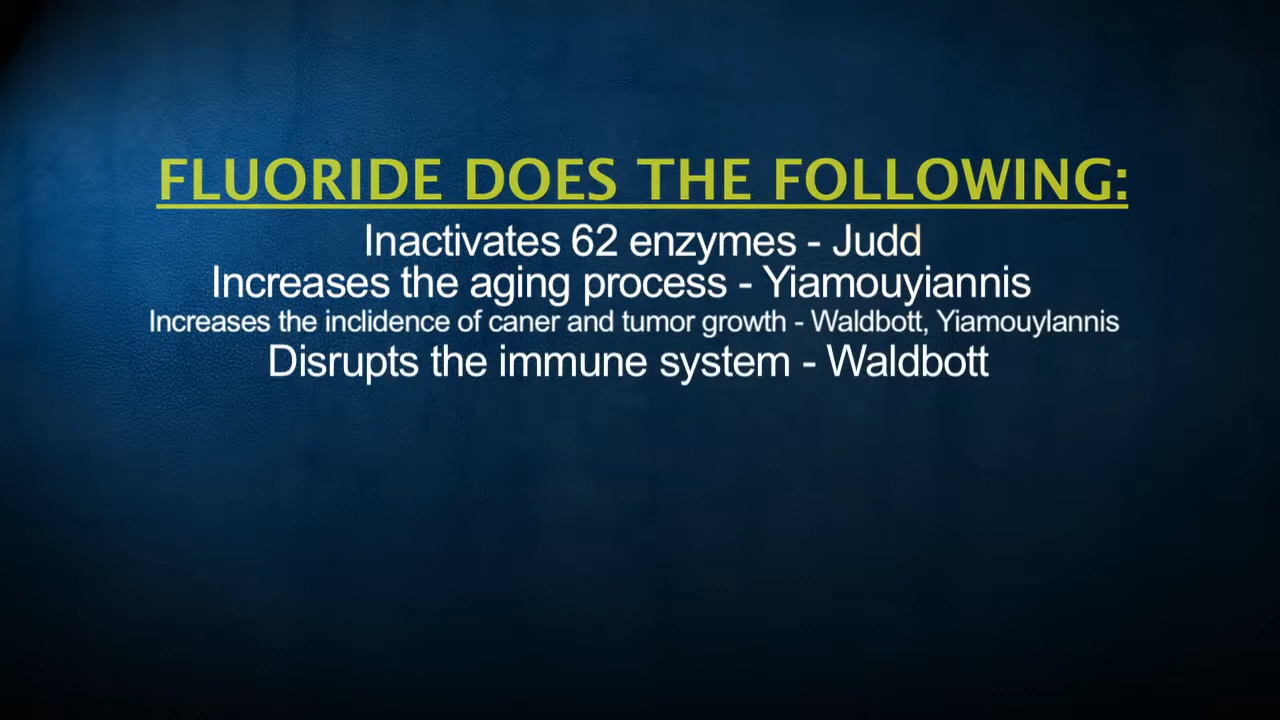 FLUORIDE DOES THE FOLLOWING:
Inactivates 62 enzymes - Judd
Increases the aging process - Yiamouyiannis
Increases the inclidence of caner and tumor growth - Waldbott, Yiamouylannis
Disrupts the immune system - Waldbott